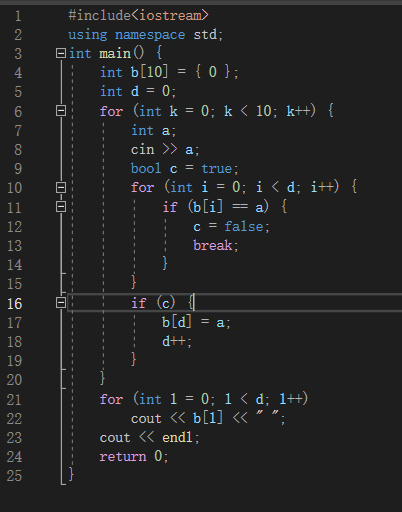 1 #include<iostream>
2 using namespace std;
3 int main() {
4 int b[10] = { 0 };
5 int d = 0;
6 for (int k = 0; k < 10; k++) {
7 int a;
8 cin >> a;
9 bool c = true;
10 for (int i = 0; i < d; i++) {
11 if (b[i] == a) {
12 c = false;
13 break;
14 }
15 }
16 if (c) {
17 b[d] = a;
18 d++;
19 }
20 }
21 for (int l = 0; l < d; l++)
22 cout << b[l] << " ";
23 cout << endl;
24 return 0;
25 }